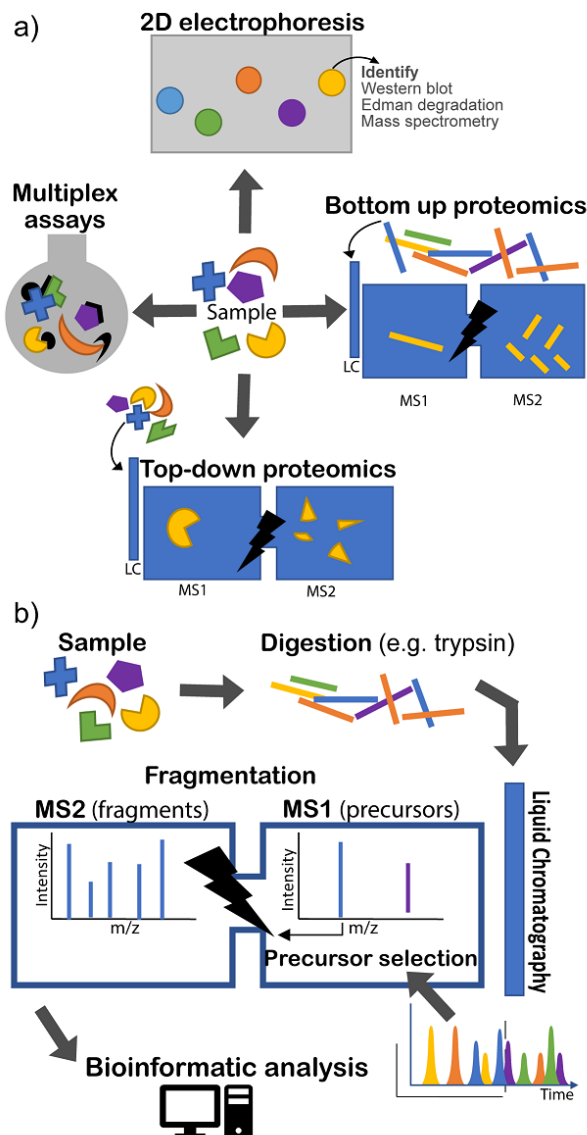 a)
2D electrophoresis
Identify
Western blot
Edman degradation
Mass spectrometry
Multiplex
assays
Bottom up proteomics
Sample
LC
MS1
MS2
Top-down proteomics
LC
MS1
MS2
b)
Sample
Digestion (e.g. trypsin)
Fragmentation
MS2 (fragments)
MS1 (precursors)
Intensity
m/z
Intensity
m/z
Precursor selection
Liquid Chromatography
Time
Bioinformatic analysis